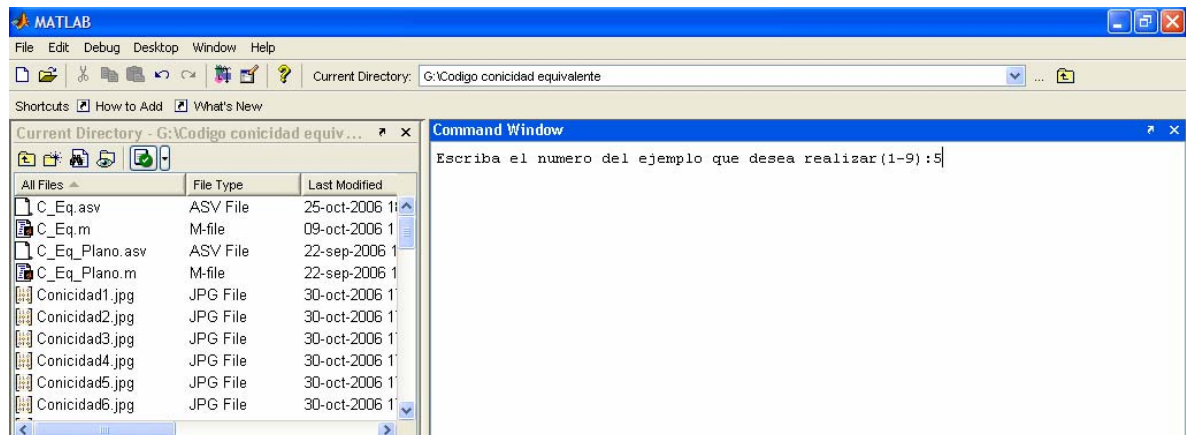 MATLAB
File Edit Debug Desktop Window Help
Current Directory: G:\Codigo conicidad equivalente
Shortcuts How to Add What's New
Current Directory - G:\Codigo conicidad equiv...
Command Window
Escriba el numero del ejemplo que desea realizar(1-9):5
All Files File Type Last Modified
C_Eq.asv ASV File 25-oct-2006
C_Eq.m M-file 09-oct-2006 1
C_Eq_Plano.asv ASV File 22-sep-2006 1
C_Eq_Plano.m M-file 22-sep-2006 1
Conicidad1.jpg JPG File 30-oct-2006
Conicidad2.jpg JPG File 30-oct-2006
Conicidad3.jpg JPG File 30-oct-2006
Conicidad4.jpg JPG File 30-oct-2006
Conicidad5.jpg JPG File 30-oct-2006
Conicidad6.jpg JPG File 30-oct-2006